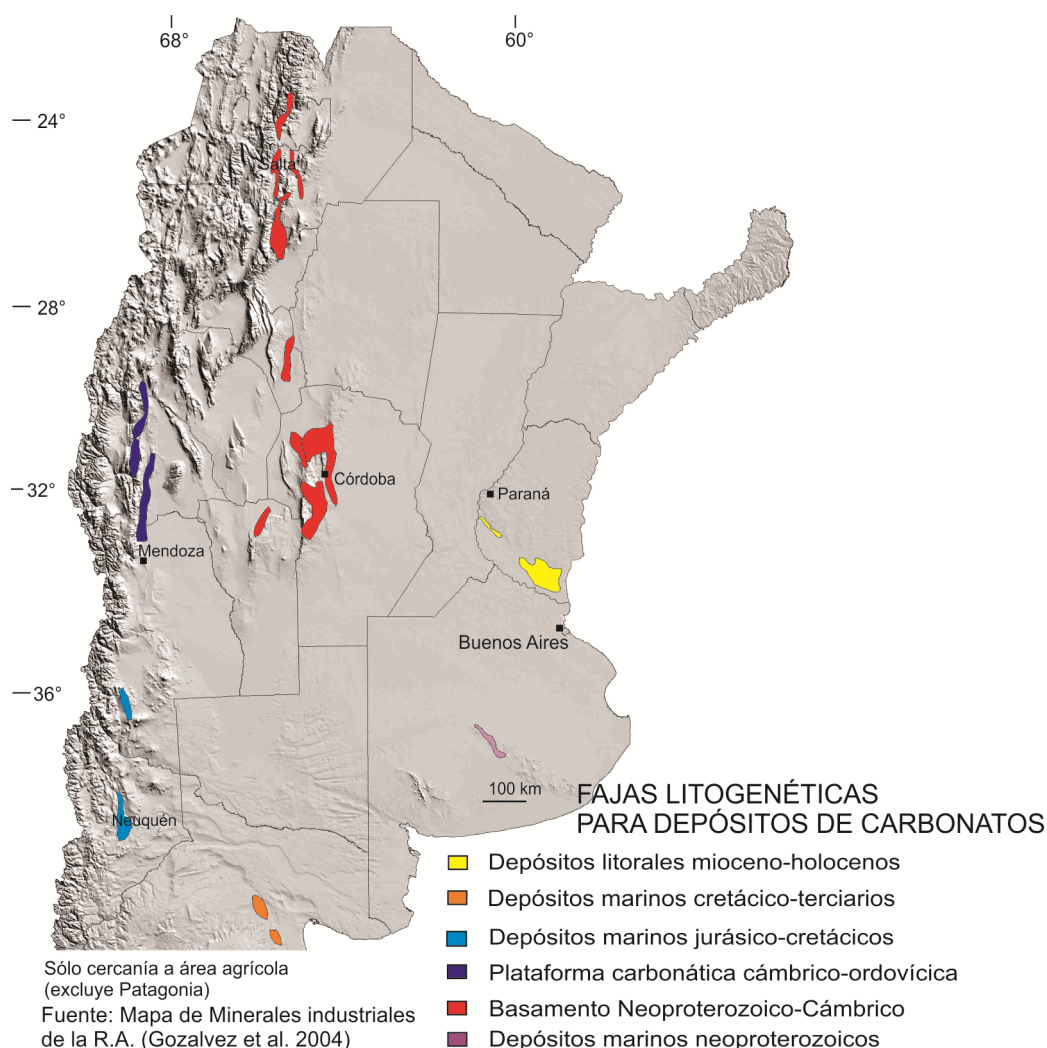 68°
60°
24°
Salta
28°
32°
Córdoba
Paraná
Mendoza
Buenos Aires
36°
100 km
Neuquén
FAJAS LITOGENÉTICAS
PARA DEPÓSITOS DE CARBONATOS
Depósitos litorales mioceno-holocenos
Depósitos marinos cretácico-terciarios
Depósitos marinos jurásico-cretácicos
Plataforma carbonática cámbrico-ordovícica
Basamento Neoproterozoico-Cámbrico
Depósitos marinos neoproterozoicos
Sólo cercanía a área agrícola
(excluye Patagonia)
Fuente: Mapa de Minerales industriales
de la R.A. (Gozalvez et al. 2004)